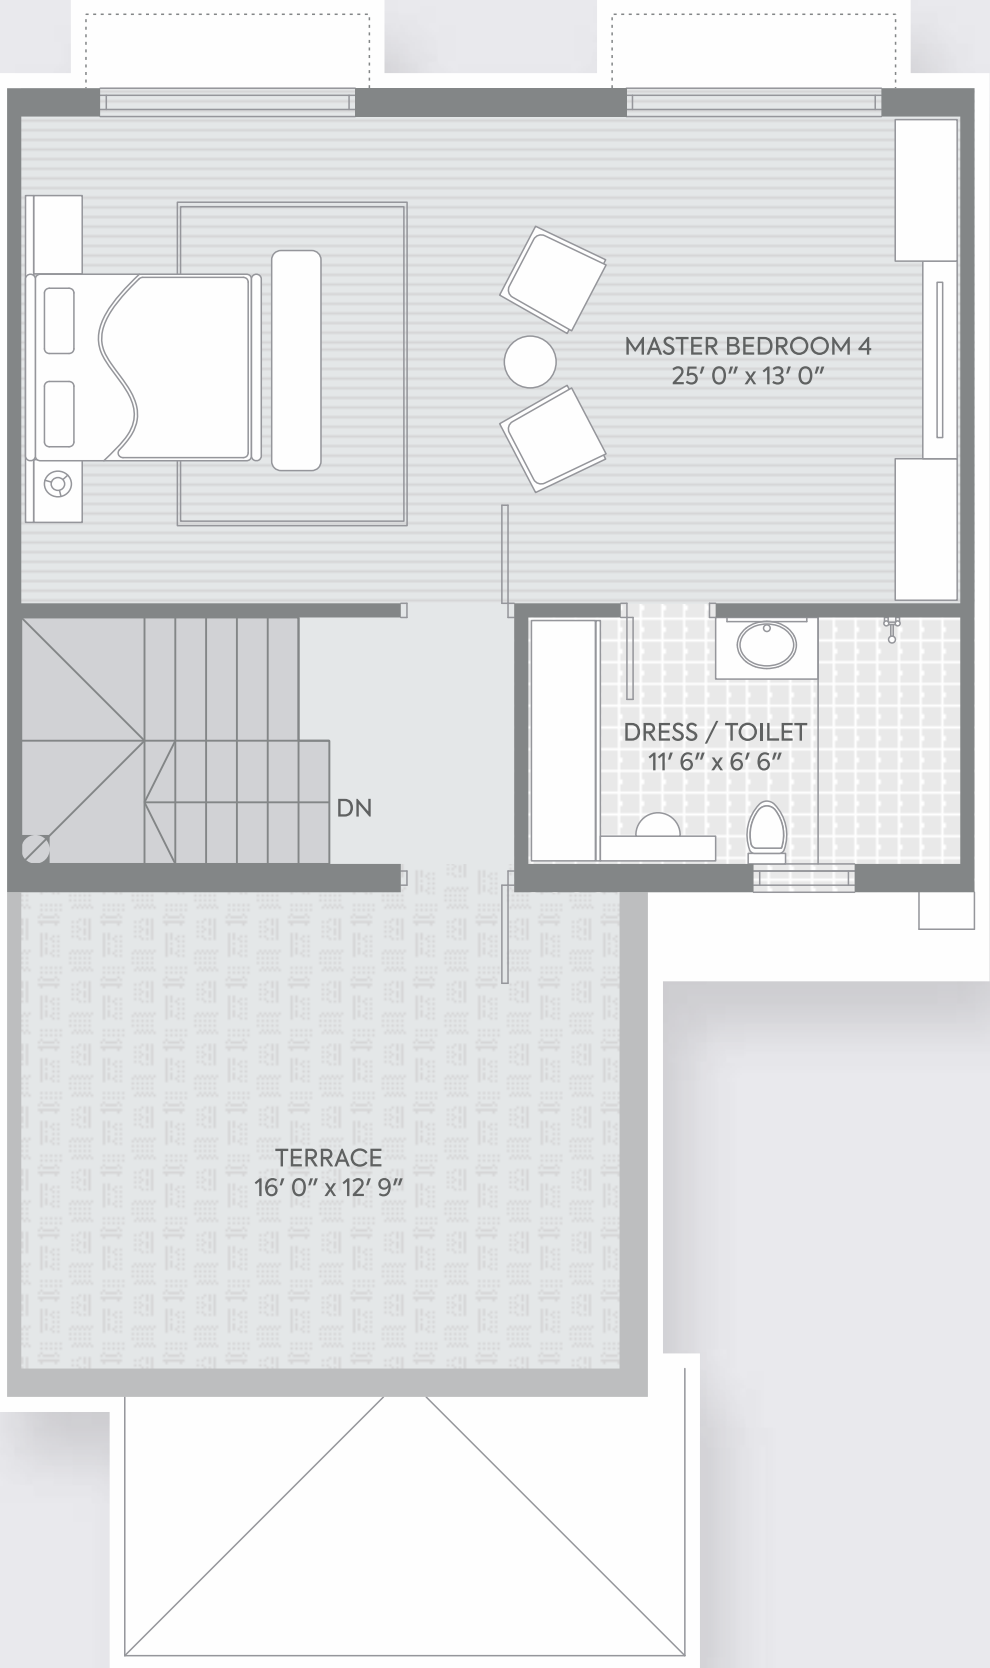 MASTER BEDROOM 4
25’ 0” x 13’ 0”
DRESS / TOILET
11’ 6” x 6’ 6”
DN
TERRACE
16’ 0” x 12’ 9”